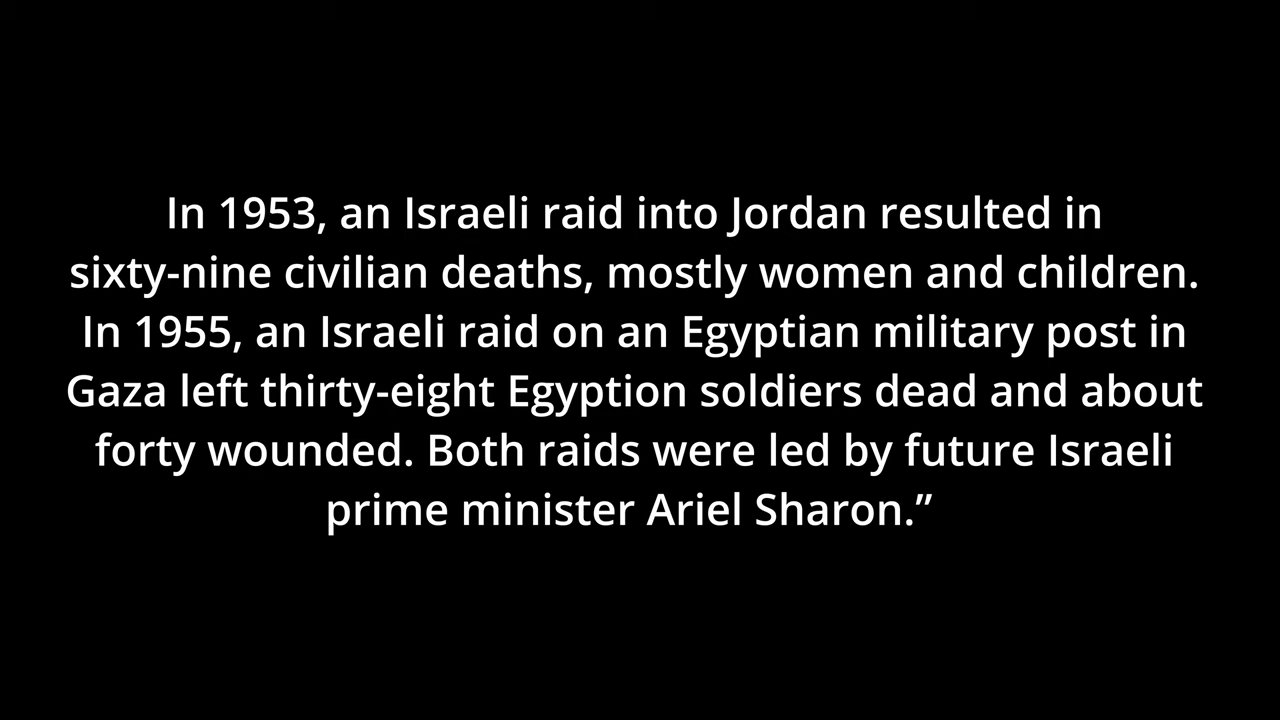 In 1953, an Israeli raid into Jordan resulted in
sixty-nine civilian deaths, mostly women and children.
In 1955, an Israeli raid on an Egyptian military post in
Gaza left thirty-eight Egyption soldiers dead and about
forty wounded. Both raids were led by future Israeli
prime minister Ariel Sharon.”